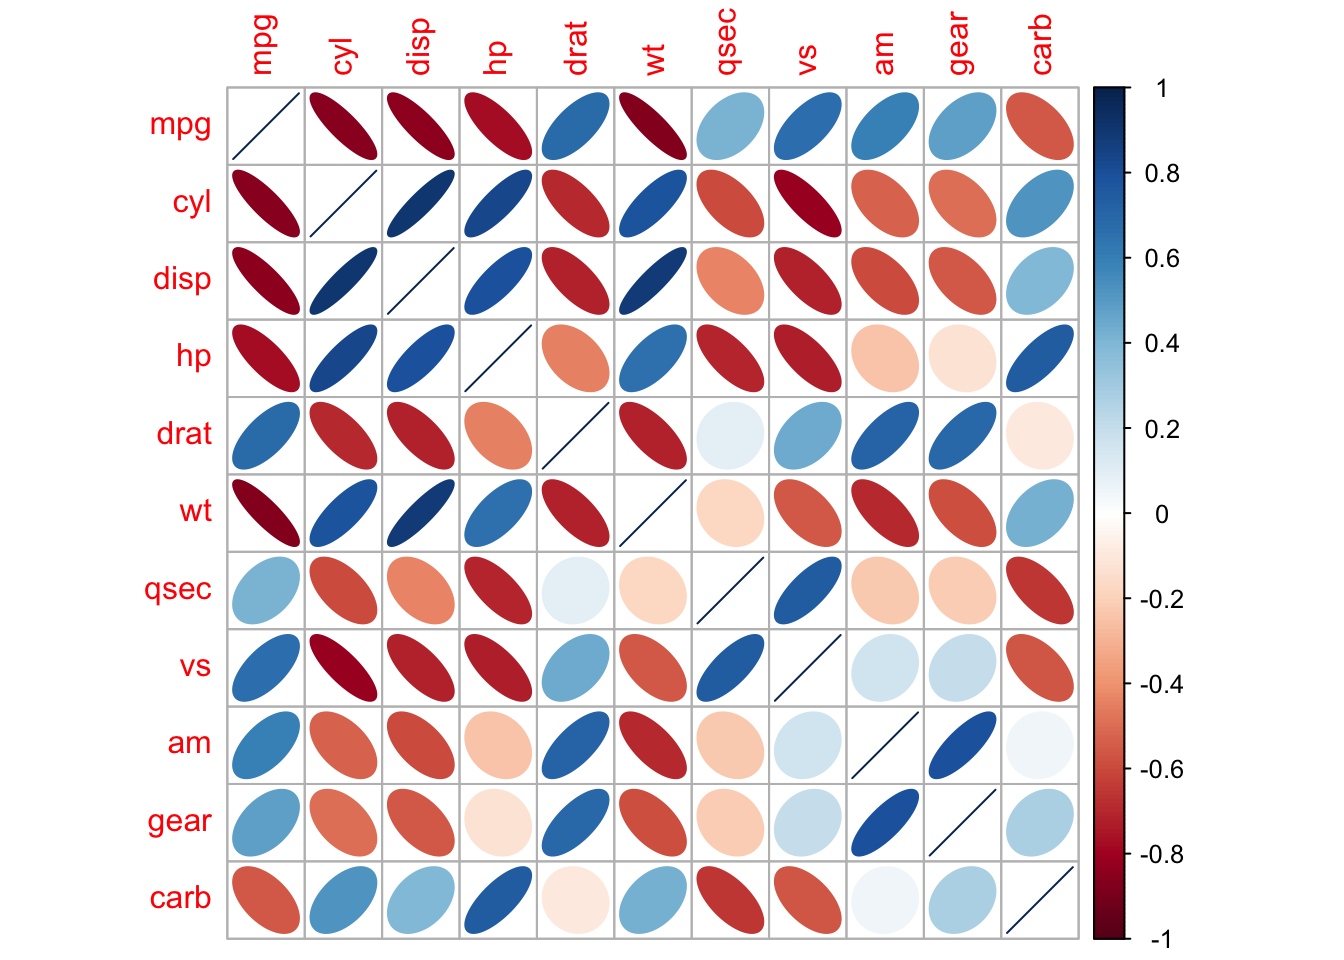 mpg
cyl
disp
hp
drat
wt
qsec
vs
am
gear
carb
mpg
cyl
disp
hp
drat
wt
qsec
vs
am
gear
carb
1
0.8
0.6
0.4
0.2
0
-0.2
-0.4
-0.6
-0.8
-1